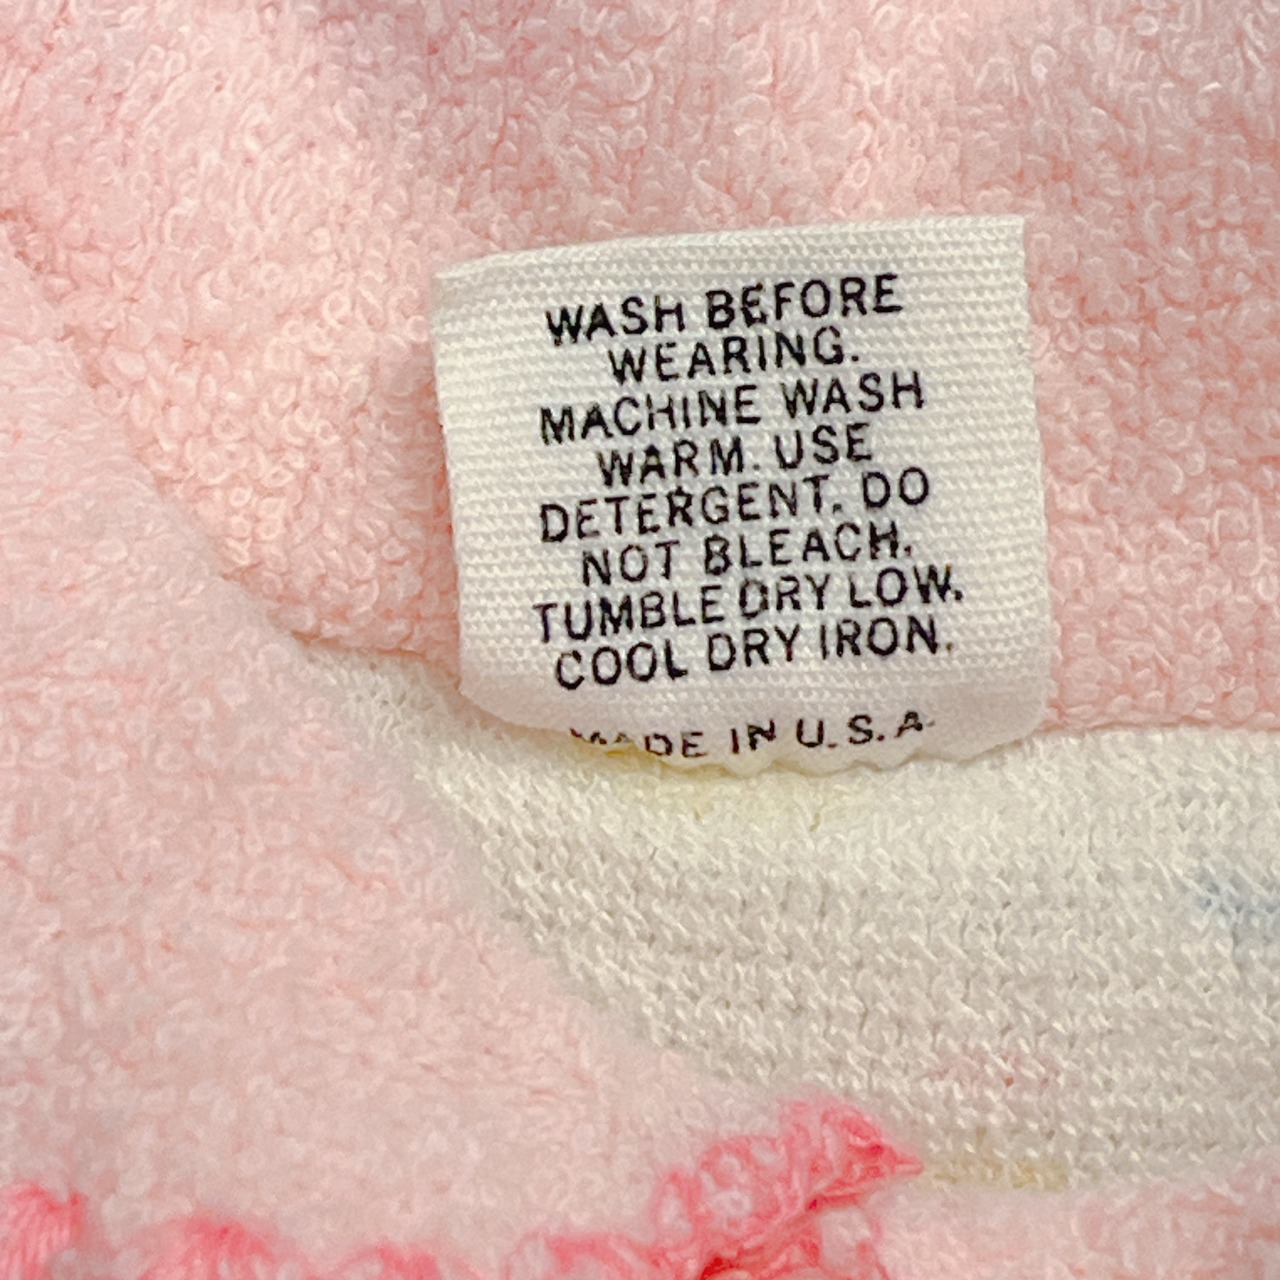 WASH BEFORE
WEARING.
MACHINE WASH
WARM. USE
DETERGENT. DO
NOT BLEACH.
TUMBLE DRY LOW.
COOL DRY IRON.
MADE IN U.S.A.